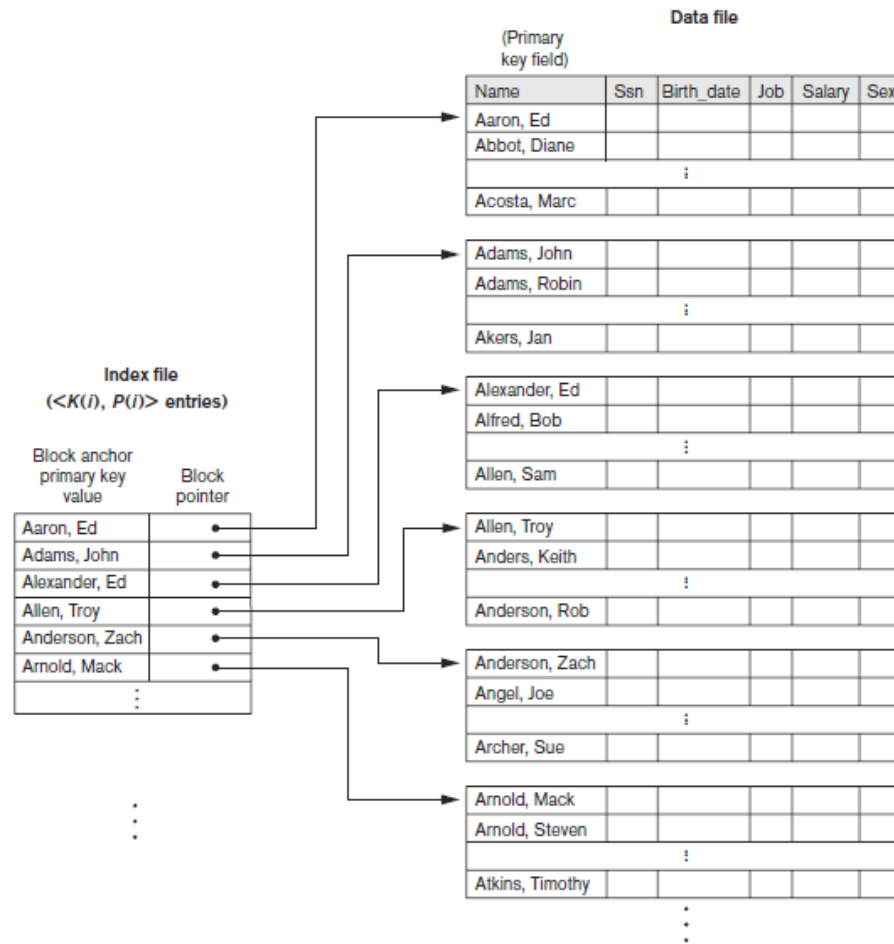 Data file
(Primary
key field)
Name Ssn Birth_date Job Salary Sex
Aaron, Ed
Abbot, Diane
⋮
Acosta, Marc
Adams, John
Adams, Robin
⋮
Akers, Jan
Alexander, Ed
Alfred, Bob
⋮
Allen, Sam
Allen, Troy
Anders, Keith
⋮
Anderson, Rob
Anderson, Zach
Angel, Joe
⋮
Archer, Sue
Arnold, Mack
Arnold, Steven
⋮
Atkins, Timothy
⋮
Index file
(<K(i), P(i)> entries)
Block anchor
primary key
value
Block
pointer
Aaron, Ed
Adams, John
Alexander, Ed
Allen, Troy
Anderson, Zach
Arnold, Mack
⋮
⋮